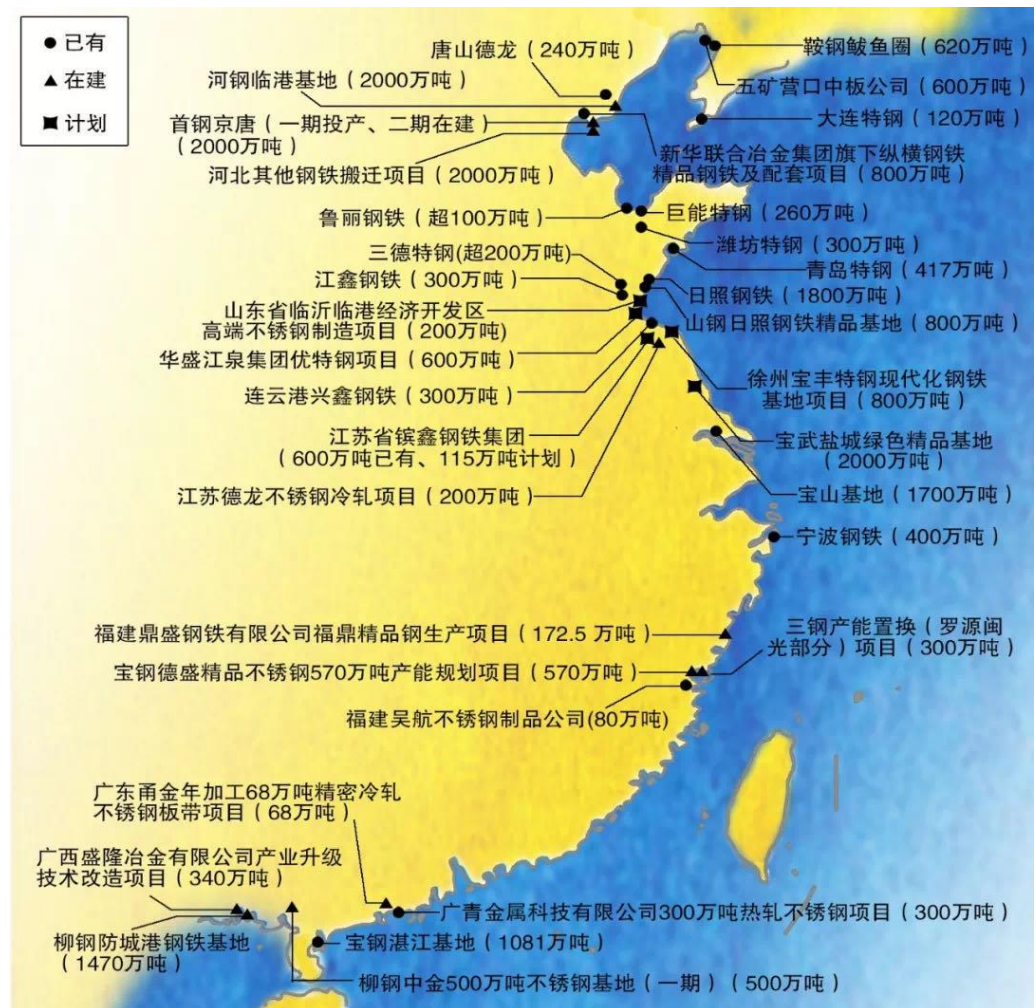 已有
在建
计划
唐山德龙（240万吨）
河钢临港基地（2000万吨）
首钢京唐（一期投产、二期在建）
（2000万吨）
河北其他钢铁搬迁项目（2000万吨）
鞍钢鲅鱼圈（620万吨）
五矿营口中板公司（600万吨）
大连特钢（120万吨）
新华联合冶金集团旗下纵横钢铁
精品钢铁及配套项目（800万吨）
鲁丽钢铁（超100万吨）
巨能特钢（260万吨）
潍坊特钢（300万吨）
三德特钢(超200万吨）
青岛特钢（417万吨）
江鑫钢铁（300万吨）
日照钢铁（1800万吨）
山东省临沂临港经济开发区
高端不锈钢制造项目（200万吨）
山钢日照钢铁精品基地（800万吨）
华盛江泉集团优特钢项目（600万吨）
连云港兴鑫钢铁（300万吨）
徐州宝丰特钢现代化钢铁
基地项目（800万吨）
江苏省镔鑫钢铁集团
（600万吨已有、115万吨计划）
宝武盐城绿色精品基地
（2000万吨）
江苏德龙不锈钢冷轧项目（200万吨）
宝山基地（1700万吨）
宁波钢铁（400万吨）
福建鼎盛钢铁有限公司福鼎精品钢生产项目（172.5 万吨）
三钢产能置换（罗源闽
光部分）项目（300万吨）
宝钢德盛精品不锈钢570万吨产能规划项目（570万吨）
福建吴航不锈钢制品公司(80万吨)
广东甬金年加工68万吨精密冷轧
不锈钢板带项目（68万吨）
广西盛隆冶金有限公司产业升级
技术改造项目（340万吨）
广青金属科技有限公司300万吨热轧不锈钢项目（300万吨）
柳钢防城港钢铁基地
（1470万吨）
宝钢湛江基地（1081万吨）
柳钢中金500万吨不锈钢基地（一期）（500万吨）